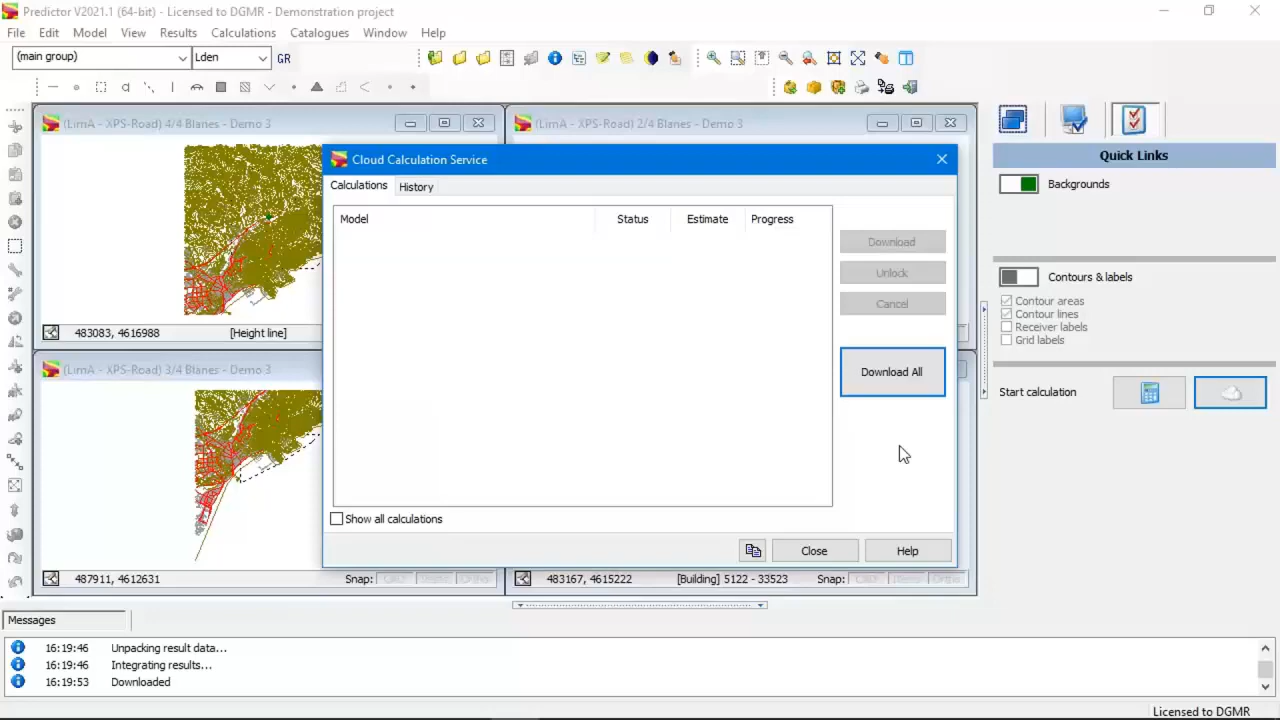 Predictor V2021.1 (64-bit) - Licensed to DGMR - Demonstration project
File Edit Model View Results Calculations Catalogues Window Help
(main group) Lden GR
(LimA - XPS-Road) 4/4 Blanes - Demo 3
(LimA - XPS-Road) 2/4 Blanes - Demo 3
Quick Links
Cloud Calculation Service
Calculations History
Backgrounds
Model Status Estimate Progress
Download
Unlock
Contours & labels
Cancel
Contour areas
Contour lines
Receiver labels
Grid labels
483083, 4616988 [Height line]
(LimA - XPS-Road) 3/4 Blanes - Demo 3
Download All
Start calculation
Show all calculations
Close Help
487911, 4612631 Snap:
483167, 4615222 [Building] 5122 - 33523 Snap:
Messages
16:19:46 Unpacking result data...
16:19:46 Integrating results...
16:19:53 Downloaded
Licensed to DGMR